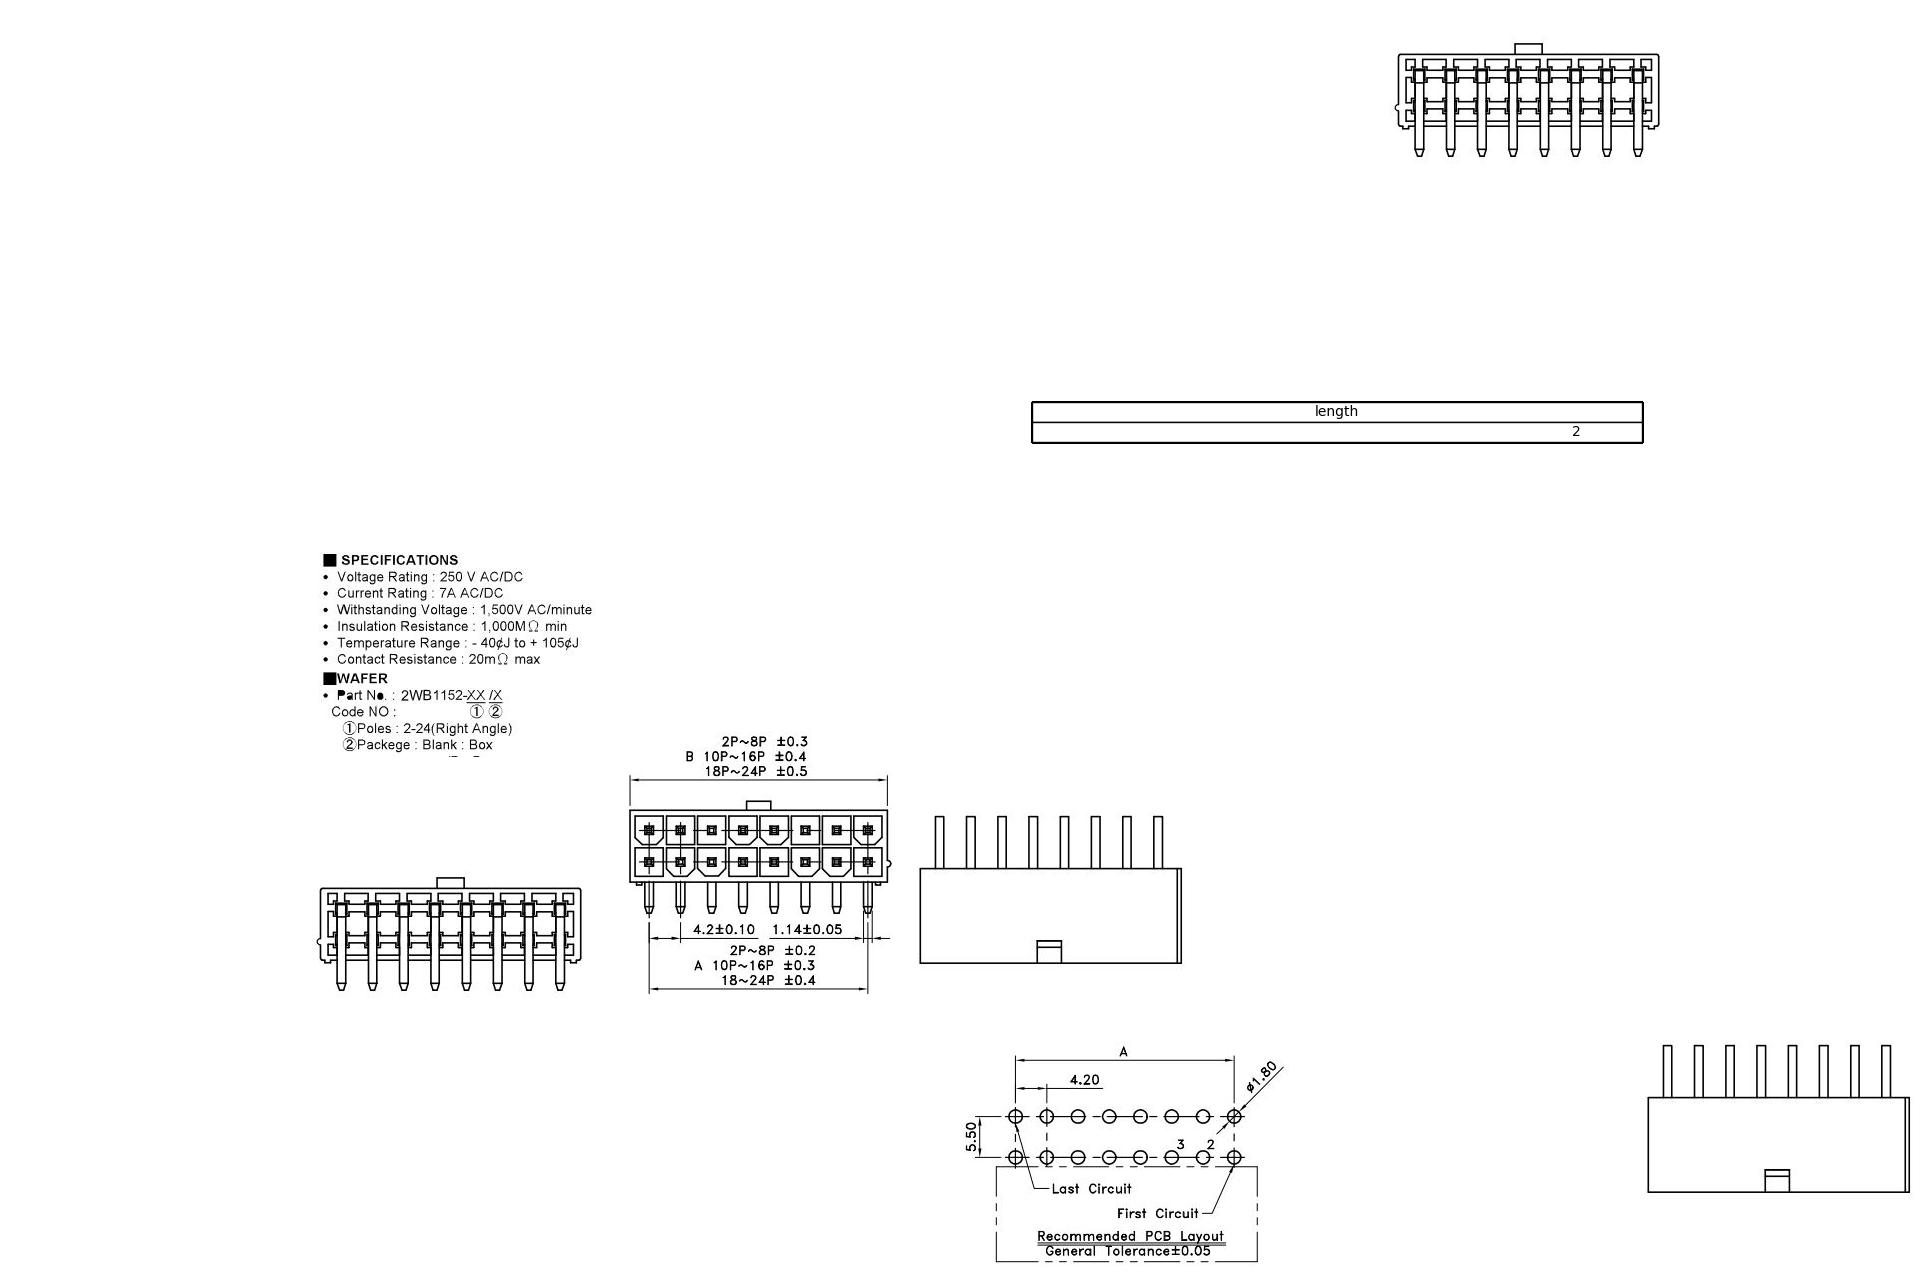 length
2
■ SPECIFICATIONS
• Voltage Rating : 250 V AC/DC
• Current Rating : 7A AC/DC
• Withstanding Voltage : 1,500V AC/minute
• Insulation Resistance : 1,000MΩ min
• Temperature Range : - 40¢J to + 105¢J
• Contact Resistance : 20mΩ max
■WAFER
• Part No. : 2WB1152-XX /X
Code NO : ① ②
①Poles : 2-24(Right Angle)
②Packege : Blank : Box
2P~8P ±0.3
B 10P~16P ±0.4
18P~24P ±0.5
4.2±0.10 1.14±0.05
2P~8P ±0.2
A 10P~16P ±0.3
18~24P ±0.4
A
4.20
ø1.80
5.50
3 2
Last Circuit
First Circuit
Recommended PCB Layout
General Tolerance±0.05